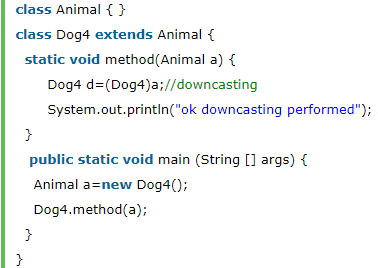 class Animal { }
class Dog4 extends Animal {
static void method(Animal a) {
Dog4 d=(Dog4)a;//downcasting
System.out.println("ok downcasting performed");
}
public static void main (String [] args) {
Animal a=new Dog4();
Dog4.method(a);
}
}